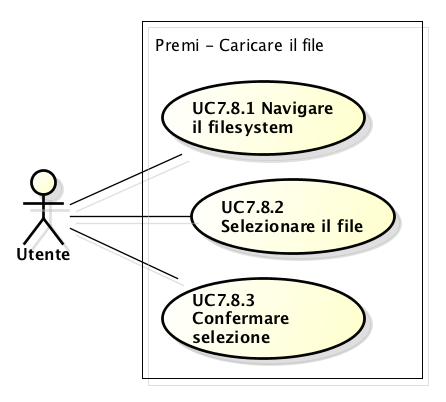 Premi - Caricare il file
UC7.8.1 Navigare
il filesystem
UC7.8.2
Selezionare il file
Utente
UC7.8.3
Confermare
selezione